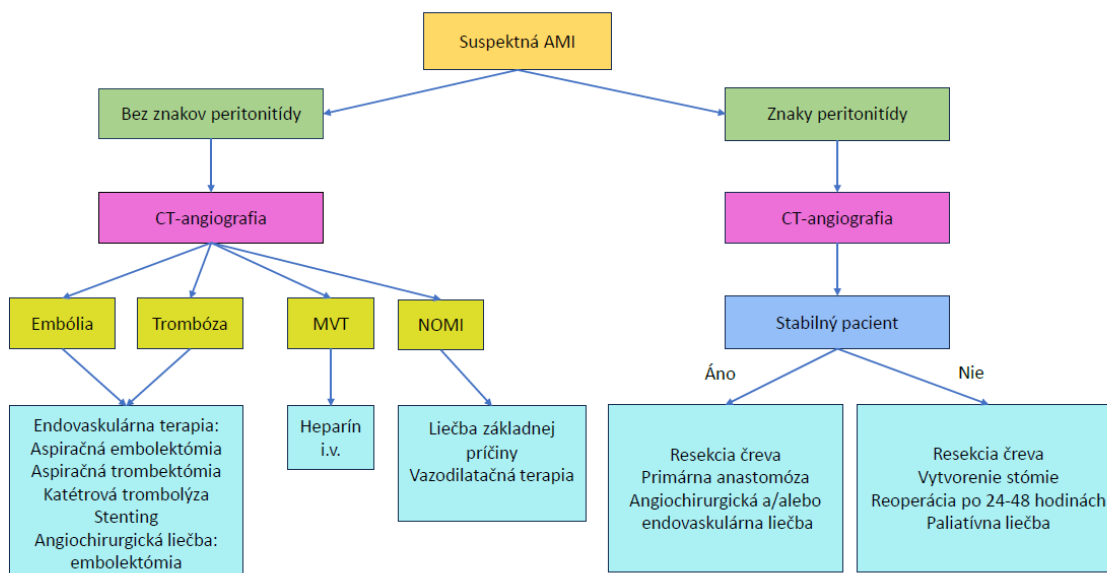 Suspektná AMI
Bez znakov peritonitídy
Znaky peritonitídy
CT-angiografia
CT-angiografia
Embólia
Trombóza
MVT
NOMI
Stabilný pacient
Áno
Nie
Endovaskulárna terapia:
Aspiračná embolektómia
Aspiračná trombektómia
Katétrová trombolýza
Stenting
Angiochirurgická liečba:
embolektómia
Heparín
i.v.
Liečba základnej
príčiny
Vazodilatačná terapia
Resekcia čreva
Primárna anastomóza
Angiochirurgická a/alebo
endovaskulárna liečba
Resekcia čreva
Vytvorenie stómie
Reoperácia po 24-48 hodinách
Paliatívna liečba